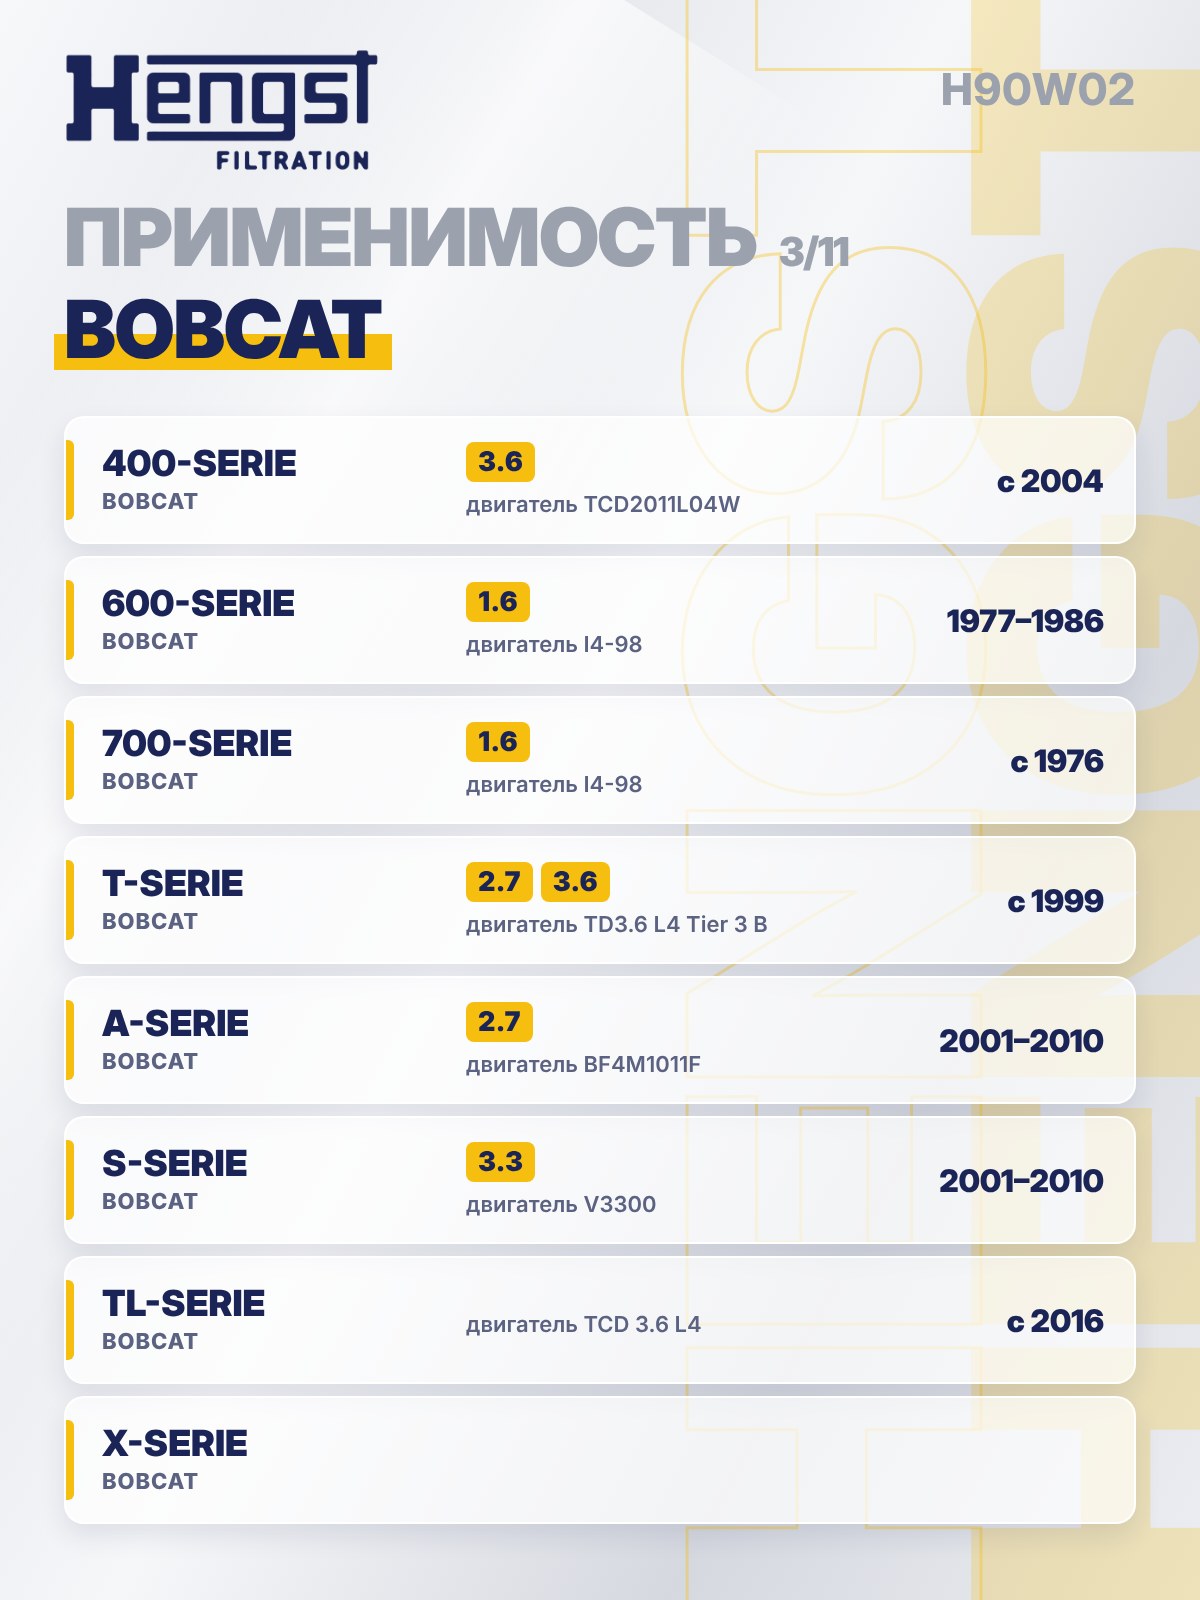 Hengst
FILTRATION
H90W02
ПРИМЕНИМОСТЬ 3/11
BOBCAT
400-SERIE
BOBCAT
3.6
двигатель TCD2011L04W
с 2004
600-SERIE
BOBCAT
1.6
двигатель I4-98
1977–1986
700-SERIE
BOBCAT
1.6
двигатель I4-98
с 1976
T-SERIE
BOBCAT
2.7 3.6
двигатель TD3.6 L4 Tier 3 B
с 1999
A-SERIE
BOBCAT
2.7
двигатель BF4M1011F
2001–2010
S-SERIE
BOBCAT
3.3
двигатель V3300
2001–2010
TL-SERIE
BOBCAT
двигатель TCD 3.6 L4
с 2016
X-SERIE
BOBCAT
HENGST
HENGST